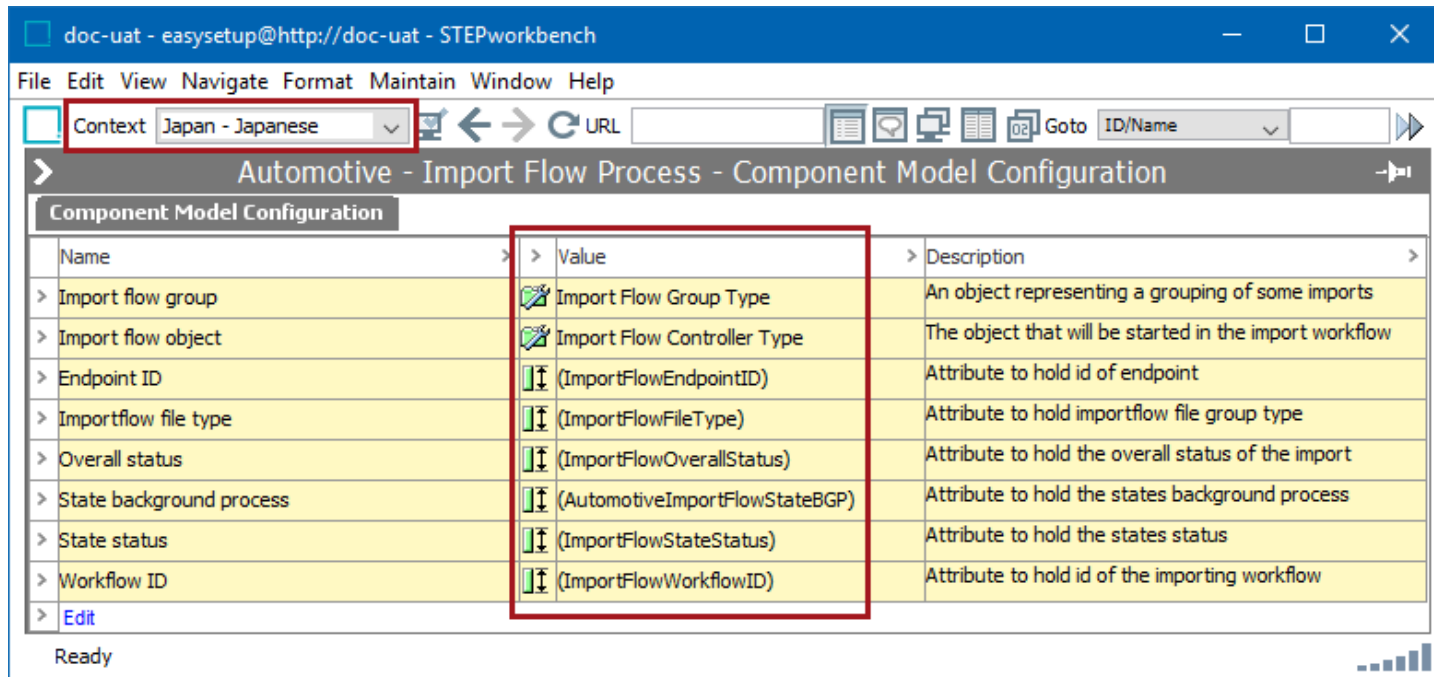 doc-uat - easysetup@http://doc-uat - STEPworkbench
File Edit View Navigate Format Maintain Window Help
Context Japan - Japanese URL Goto ID/Name
Automotive - Import Flow Process - Component Model Configuration
Component Model Configuration
Name > > Value > Description >
> Import flow group Import Flow Group Type An object representing a grouping of some imports
> Import flow object Import Flow Controller Type The object that will be started in the import workflow
> Endpoint ID (ImportFlowEndpointID) Attribute to hold id of endpoint
> Importflow file type (ImportFlowFileType) Attribute to hold importflow file group type
> Overall status (ImportFlowOverallStatus) Attribute to hold the overall status of the import
> State background process (AutomotiveImportFlowStateBGP) Attribute to hold the states background process
> State status (ImportFlowStateStatus) Attribute to hold the states status
> Workflow ID (ImportFlowWorkflowID) Attribute to hold id of the importing workflow
> Edit
Ready